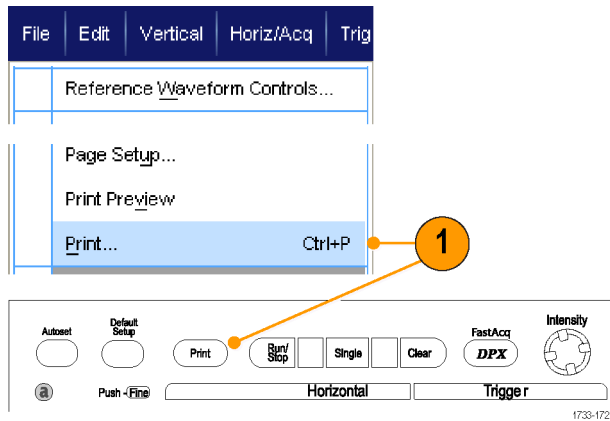 File Edit Vertical Horiz/Acq Trig
Reference Waveform Controls...
Page Setup...
Print Preview
Print... Ctrl+P
1
Autoset
Default
Setup
Print
Run/
Stop
Single
Clear
FastAcq
DPX
Intensity
a
Push - Fine
Horizontal
Trigge r
1733-172